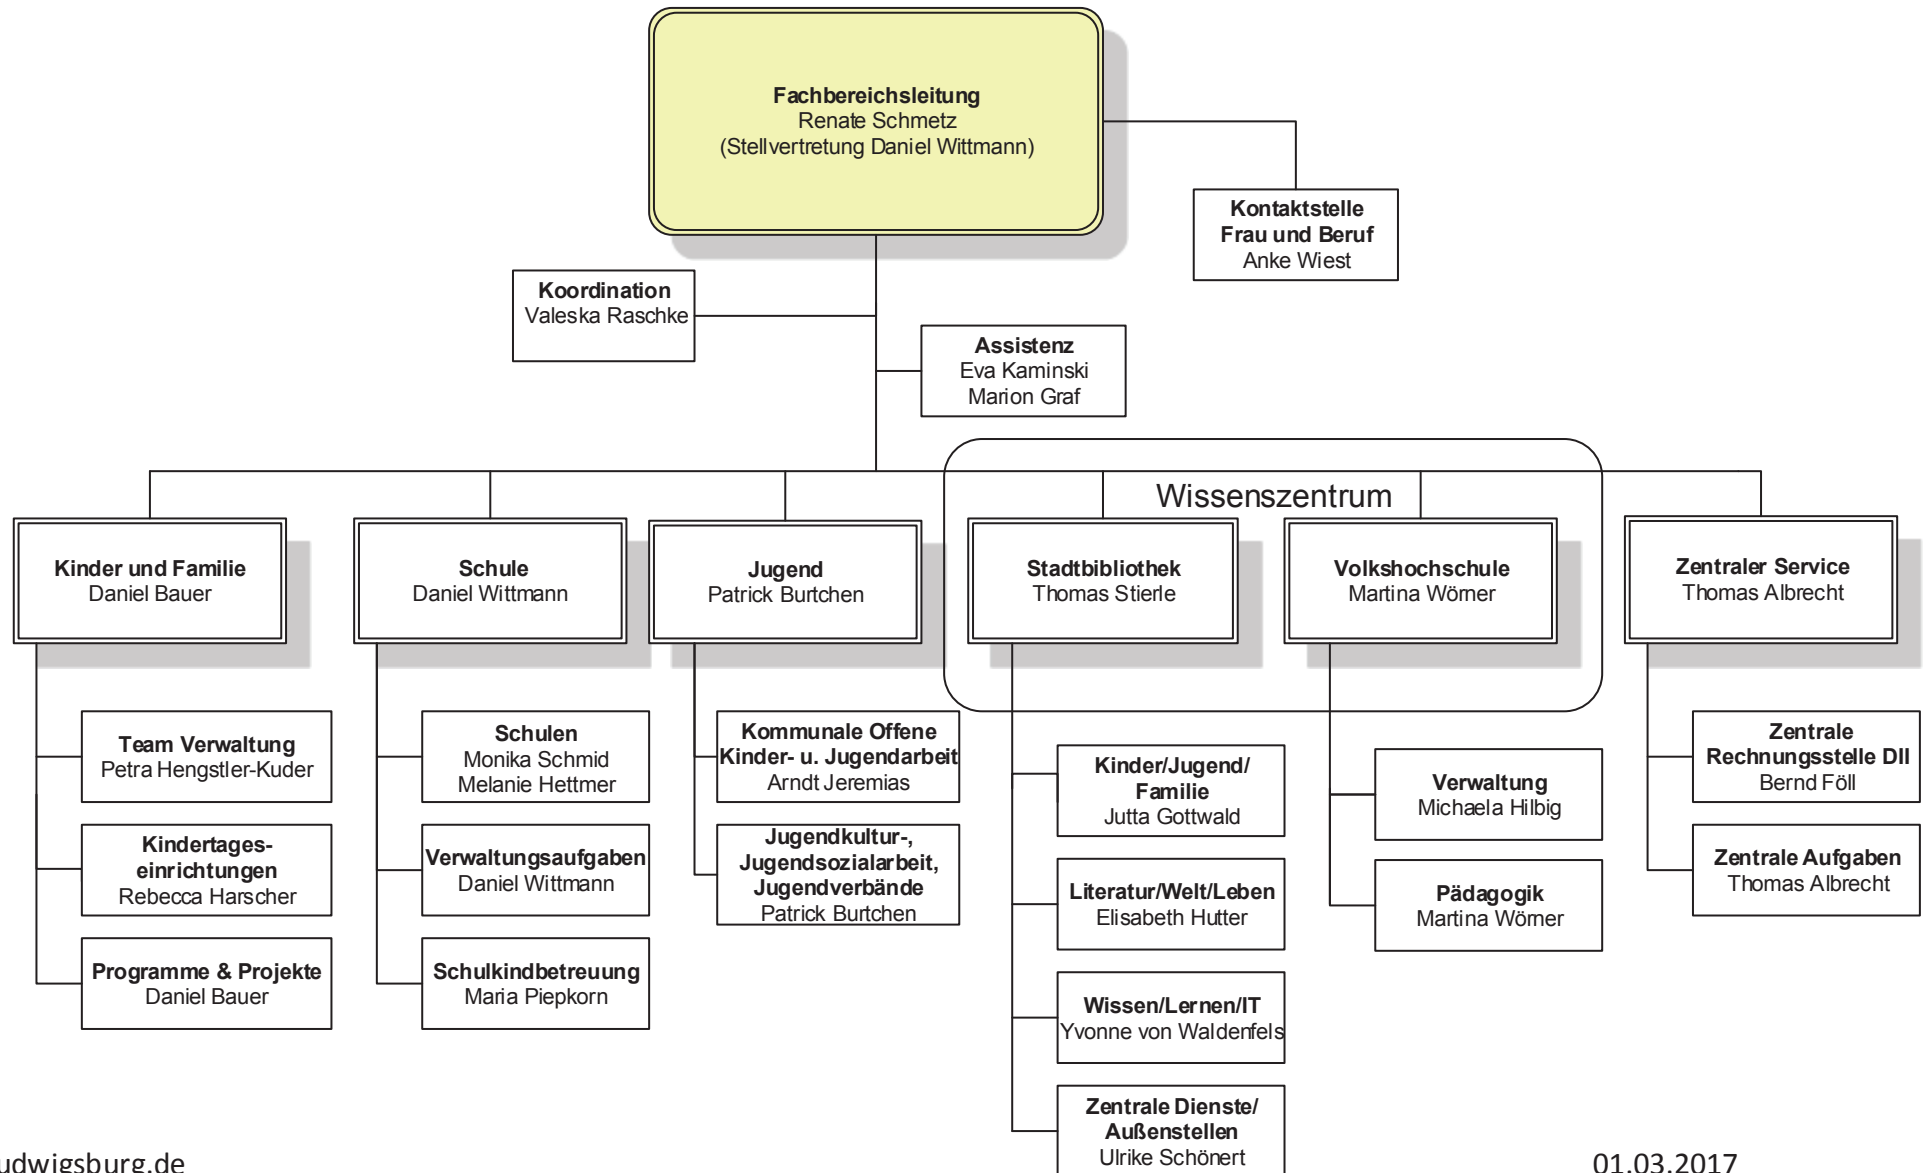 Fachbereichsleitung
Renate Schmetz
(Stellvertretung Daniel Wittmann)
Kontaktstelle
Frau und Beruf
Anke Wiest
Koordination
Valeska Raschke
Assistenz
Eva Kaminski
Marion Graf
Wissenszentrum
Kinder und Familie
Daniel Bauer
Schule
Daniel Wittmann
Jugend
Patrick Burtchen
Stadtbibliothek
Thomas Stierle
Volkshochschule
Martina Wörner
Zentraler Service
Thomas Albrecht
Team Verwaltung
Petra Hengstler-Kuder
Kindertages-
einrichtungen
Rebecca Harscher
Programme & Projekte
Daniel Bauer
Schulen
Monika Schmid
Melanie Hettmer
Verwaltungsaufgaben
Daniel Wittmann
Schulkindbetreuung
Maria Piepkorn
Kommunale Offene
Kinder- u. Jugendarbeit
Arndt Jeremias
Jugendkultur-,
Jugendsozialarbeit,
Jugendverbände
Patrick Burtchen
Kinder/Jugend/
Familie
Jutta Gottwald
Literatur/Welt/Leben
Elisabeth Hutter
Wissen/Lernen/IT
Yvonne von Waldenfels
Zentrale Dienste/
Außenstellen
Ulrike Schönert
Verwaltung
Michaela Hilbig
Pädagogik
Martina Wörner
Zentrale
Rechnungsstelle DII
Bernd Föll
Zentrale Aufgaben
Thomas Albrecht
udwigsburg.de
01.03.2017